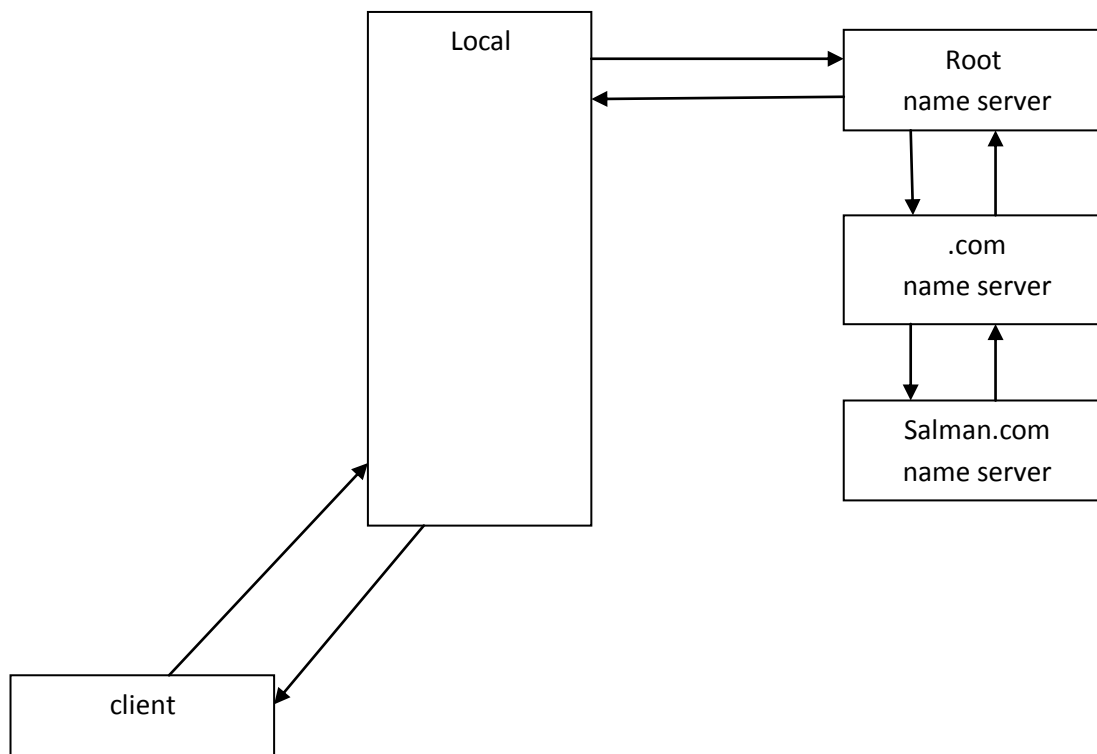 Local
Root
name server
.com
name server
Salman.com
name server
client